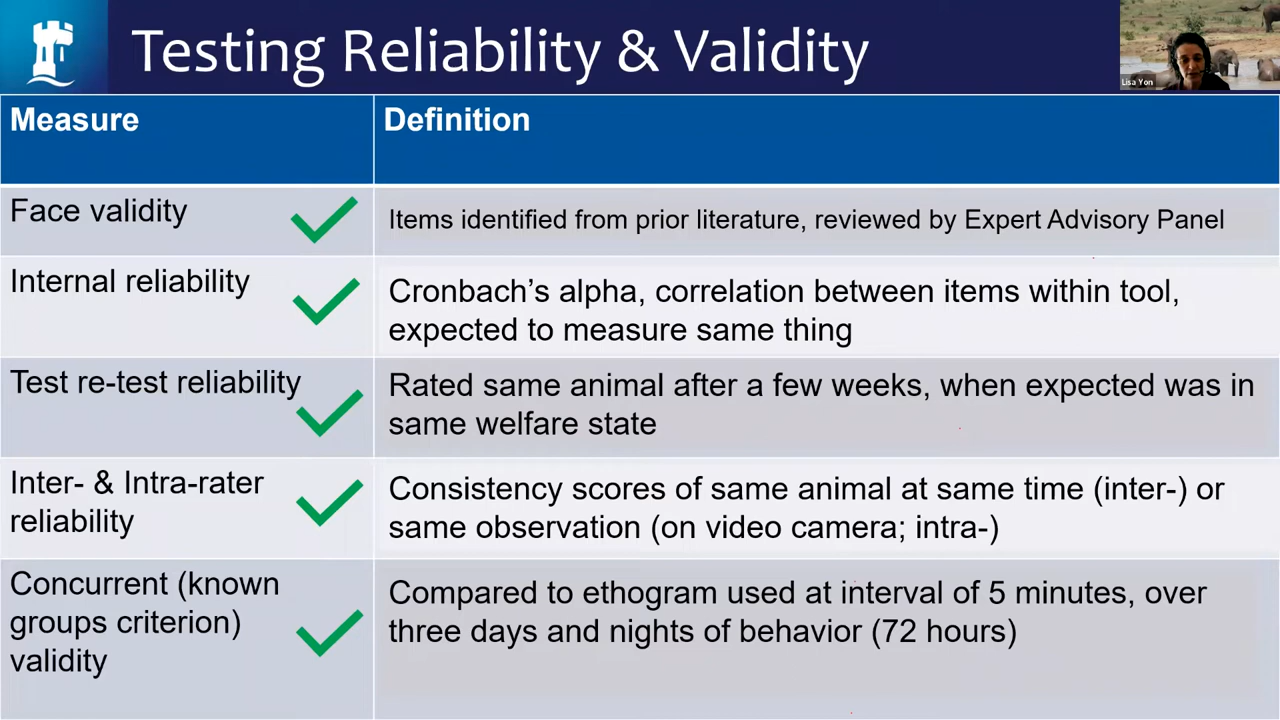 Testing Reliability & Validity
Lisa Yon
Measure
Definition
Face validity
Items identified from prior literature, reviewed by Expert Advisory Panel
Internal reliability
Cronbach's alpha, correlation between items within tool,
expected to measure same thing
Test re-test reliability
Rated same animal after a few weeks, when expected was in
same welfare state
Inter- & Intra-rater
reliability
Consistency scores of same animal at same time (inter-) or
same observation (on video camera; intra-)
Concurrent (known
groups criterion)
validity
Compared to ethogram used at interval of 5 minutes, over
three days and nights of behavior (72 hours)